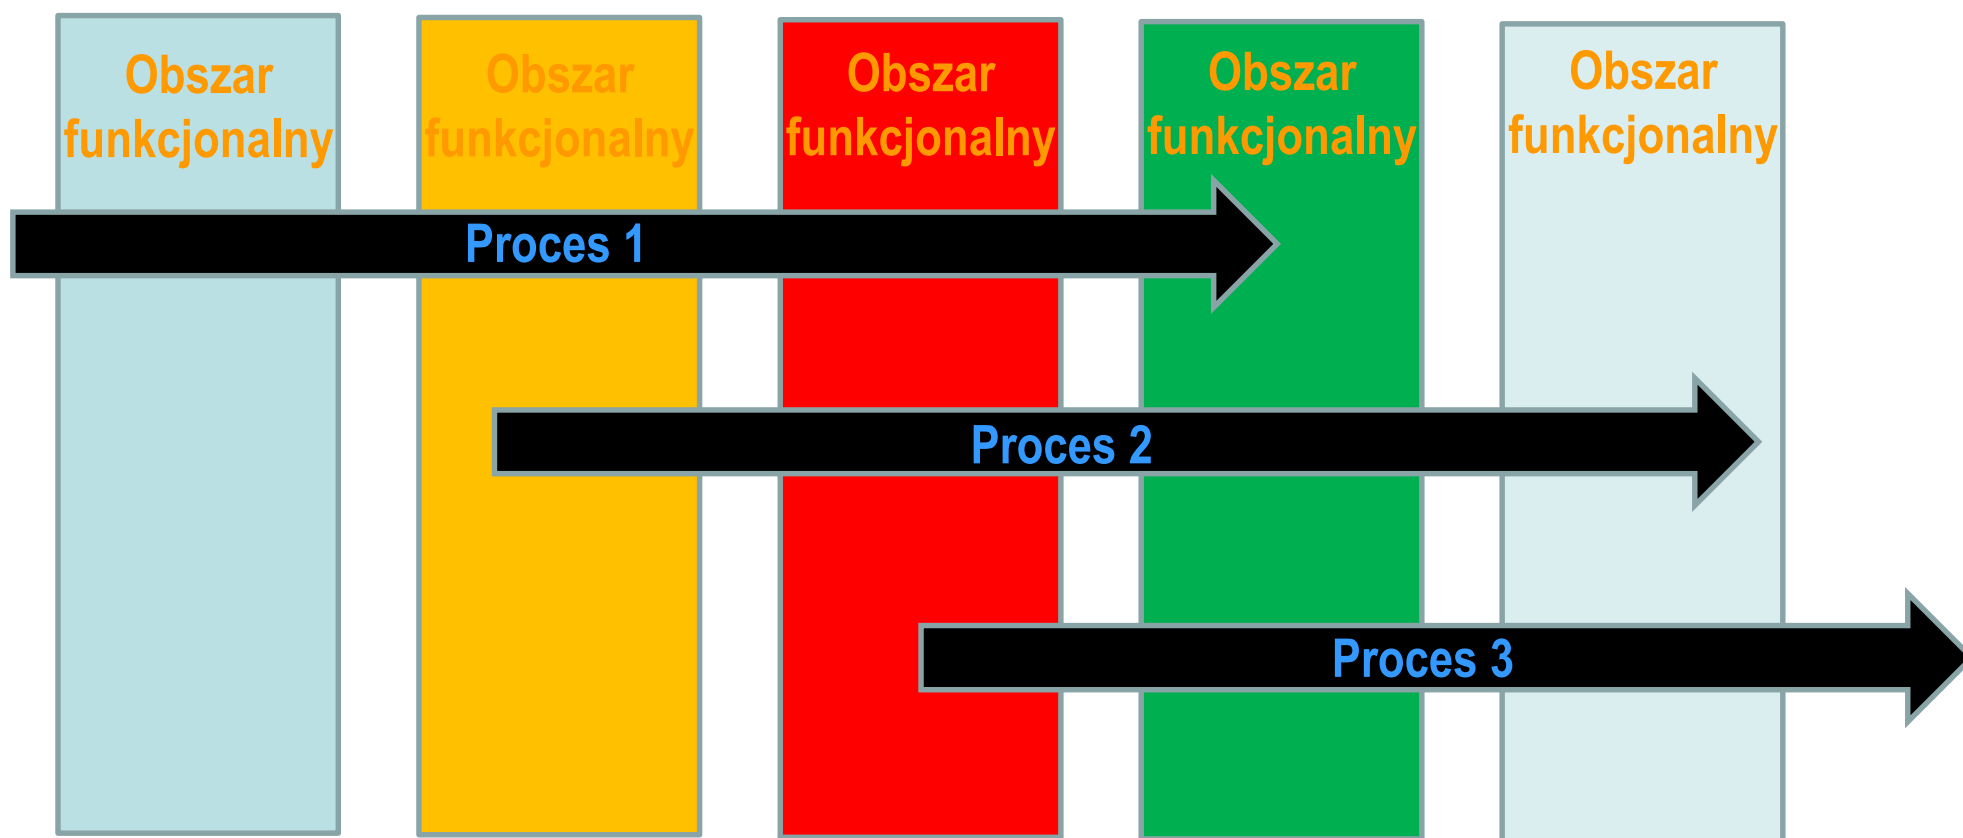 Obszar
funkcjonalny
Obszar
funkcjonalny
Obszar
funkcjonalny
Obszar
funkcjonalny
Obszar
funkcjonalny
Proces 1
Proces 2
Proces 3